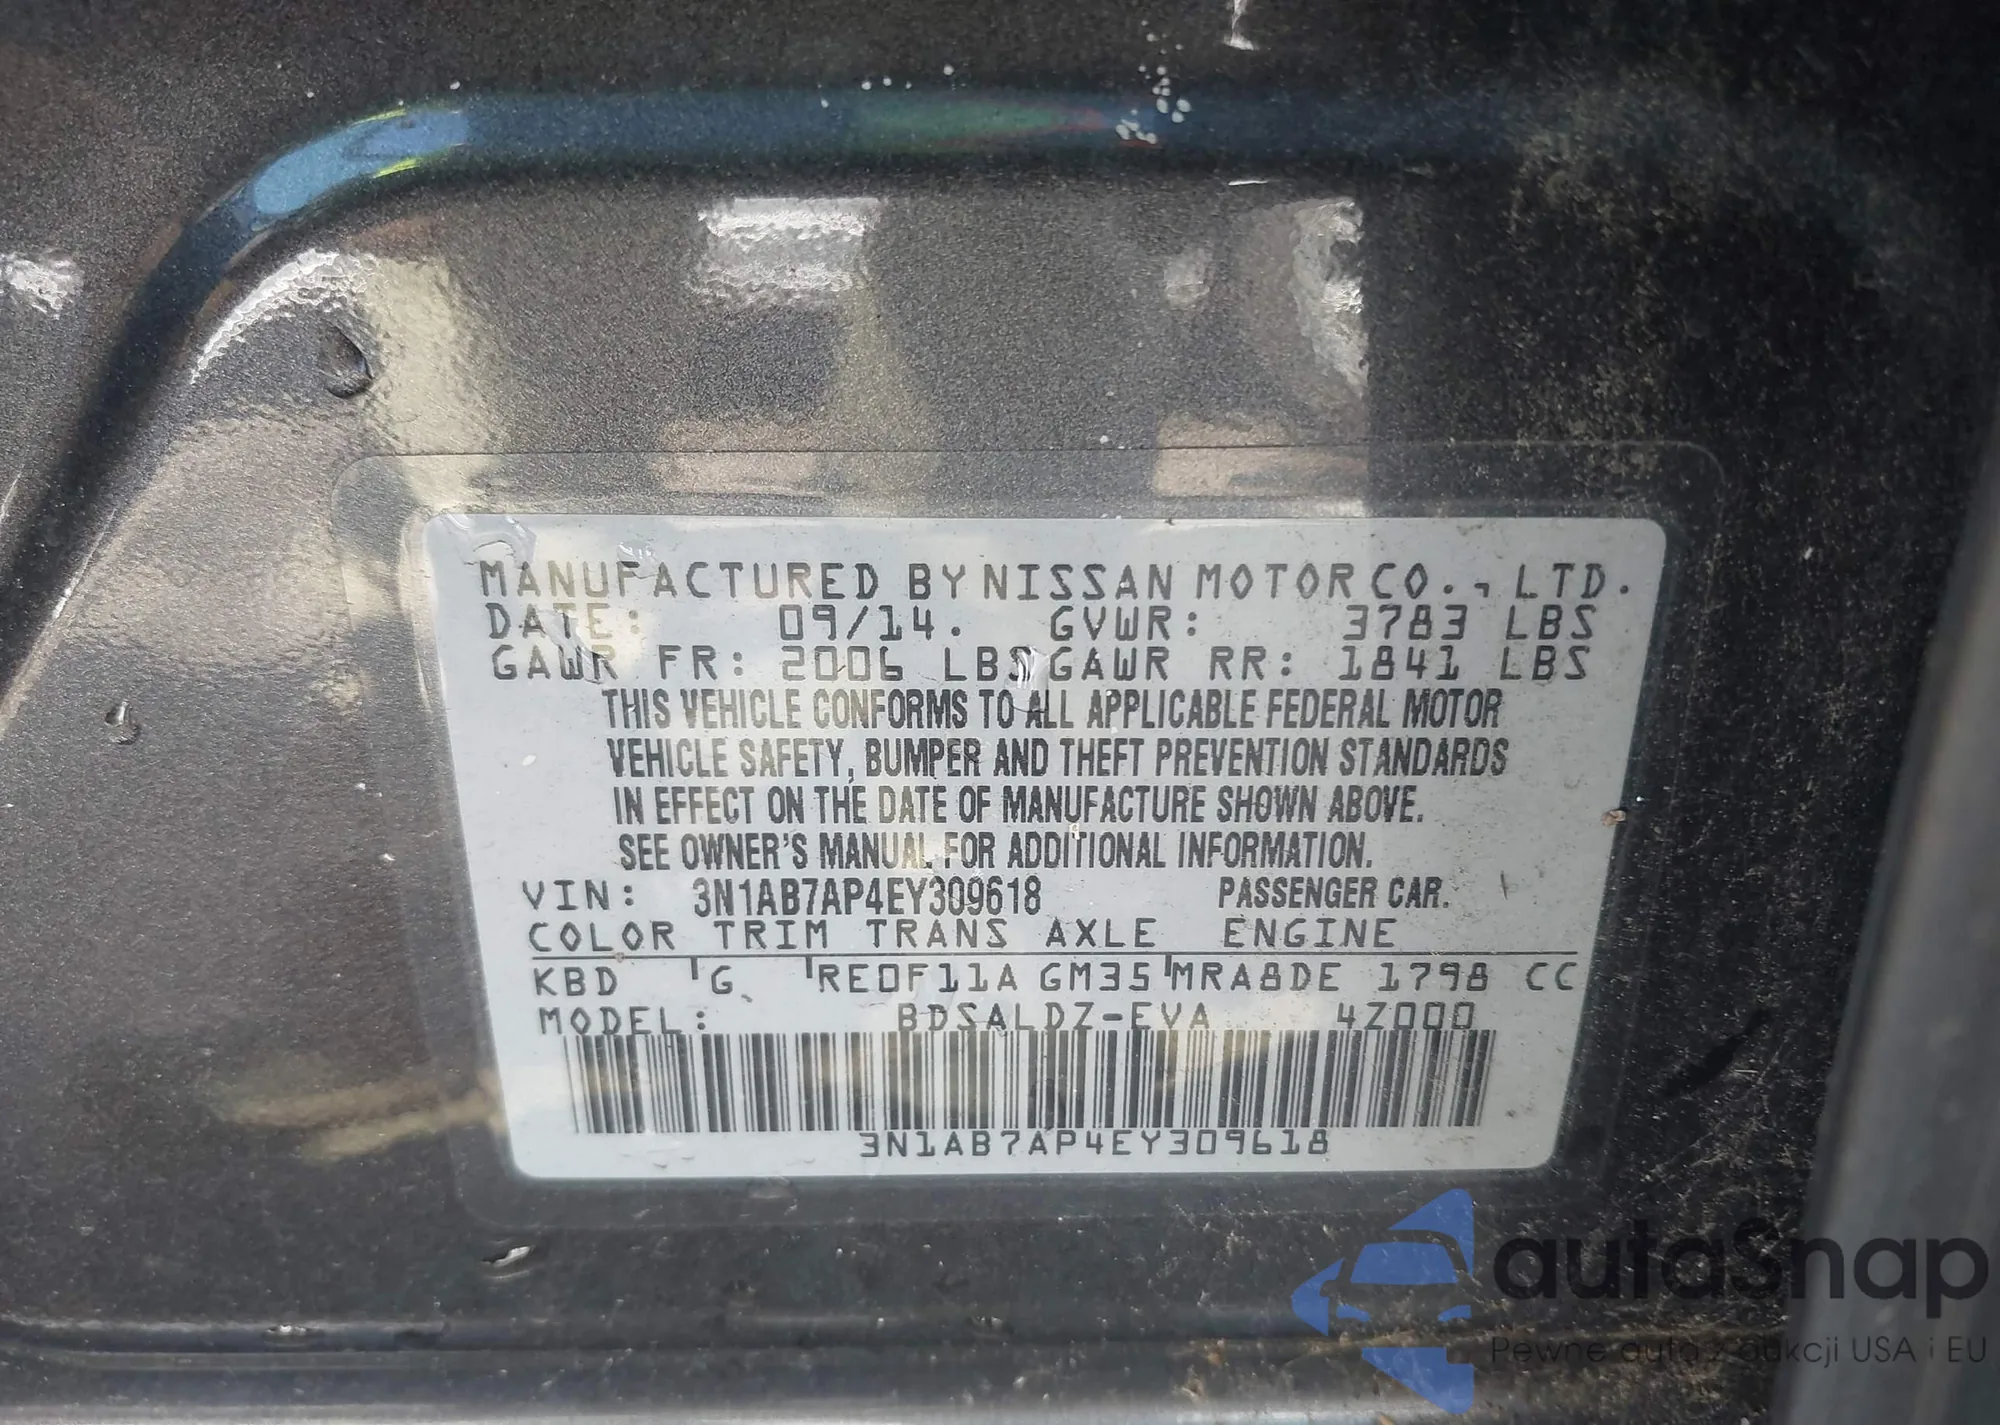 MANUFACTURED BY NISSAN MOTOR CO., LTD.
DATE: 09/14. GVWR: 3783 LBS
GAWR FR: 2006 LBS GAWR RR: 1841 LBS
THIS VEHICLE CONFORMS TO ALL APPLICABLE FEDERAL MOTOR
VEHICLE SAFETY, BUMPER AND THEFT PREVENTION STANDARDS
IN EFFECT ON THE DATE OF MANUFACTURE SHOWN ABOVE.
SEE OWNER'S MANUAL FOR ADDITIONAL INFORMATION.
VIN: 3N1AB7AP4EY309618 PASSENGER CAR.
COLOR TRIM TRANS AXLE ENGINE
KBD G RE0F11A GM35 MRA8DE 1798 CC
MODEL: BDSALDZ-EVA 4Z000
3N1AB7AP4EY309618
autaSnap
Pewne auta z aukcji USA i EU